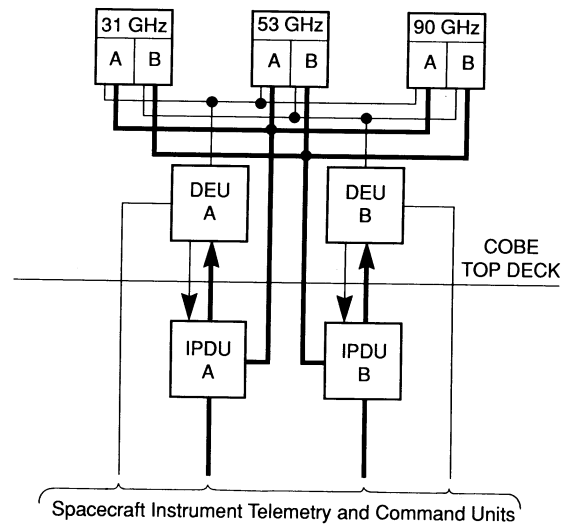 31 GHz
A B
53 GHz
A B
90 GHz
A B
DEU
A
DEU
B
COBE
TOP DECK
IPDU
A
IPDU
B
Spacecraft Instrument Telemetry and Command Units